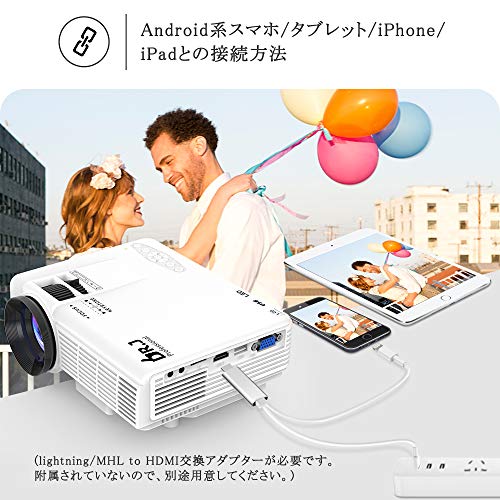 Android系スマホ/タブレット/iPhone/
iPadとの接続方法
LED
DRJ
PROFESSIONAL
(lightning/MHL to HDMI交換アダプターが必要です。
附属されていないので、別途用意してください。)